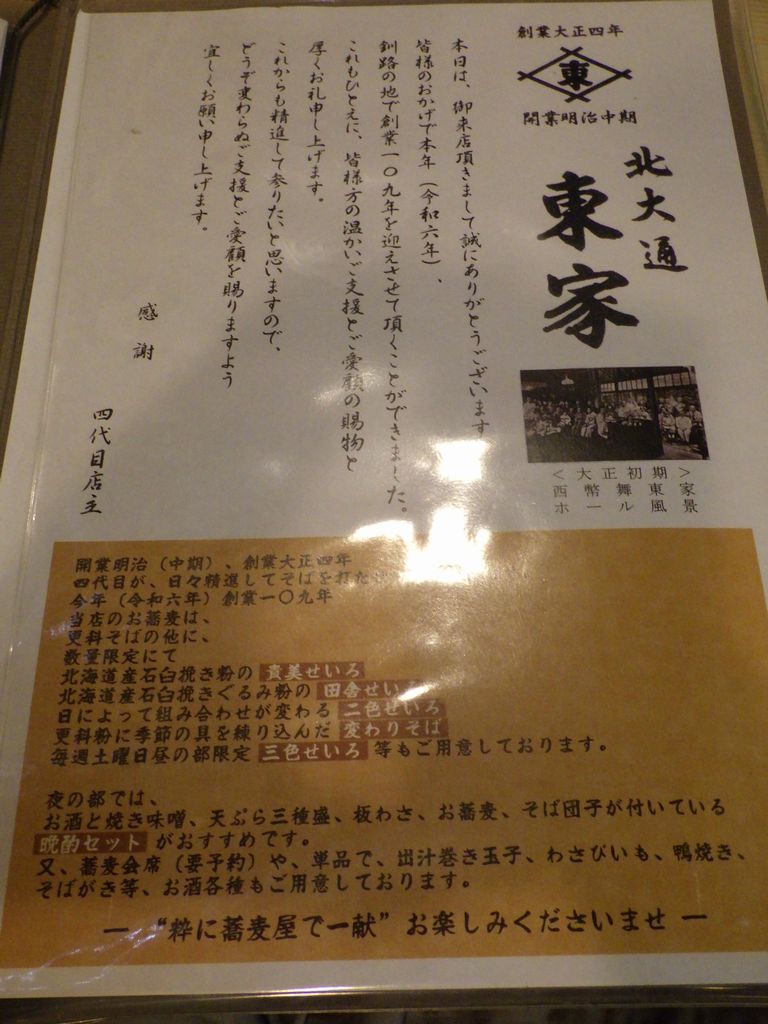 創業大正四年
東
開業明治中期
北大通
東家
本日は、御来店頂きまして誠にありがとうございます
皆様のおかげで本年（令和六年）、
釧路の地で創業一〇九年を迎えさせて頂くことができました。
これもひとえに、皆様方の温かいご支援とご愛顧の賜物と
厚くお礼申し上げます。
これからも精進して参りたいと思いますので、
どうぞ変わらぬご支援とご愛顧を賜りますよう
宜しくお願い申し上げます。
感謝
四代目店主
＜大正初期＞
西幣舞東家
ホール風景
開業明治（中期）、創業大正四年
四代目が、日々精進してそばを打た
今年（令和六年）創業一〇九年
当店のお蕎麦は、
更科そばの他に、
数量限定にて
北海道産石臼挽き粉の 貴美せいろ
北海道産石臼挽きぐるみ粉の 田舎せいろ
日によって組み合わせが変わる 二色せいろ
更科粉に季節の具を練り込んだ 変わりそば
毎週土曜日昼の部限定 三色せいろ 等もご用意しております。
夜の部では、
お酒と焼き味噌、天ぷら三種盛、板わさ、お蕎麦、そば団子が付いている
晩酌セット がおすすめです。
又、蕎麦会席（要予約）や、単品で、出汁巻き玉子、わさびいも、鴨焼き、
そばがき等、お酒各種もご用意しております。
― “粋に蕎麦屋で一献” お楽しみくださいませ ―